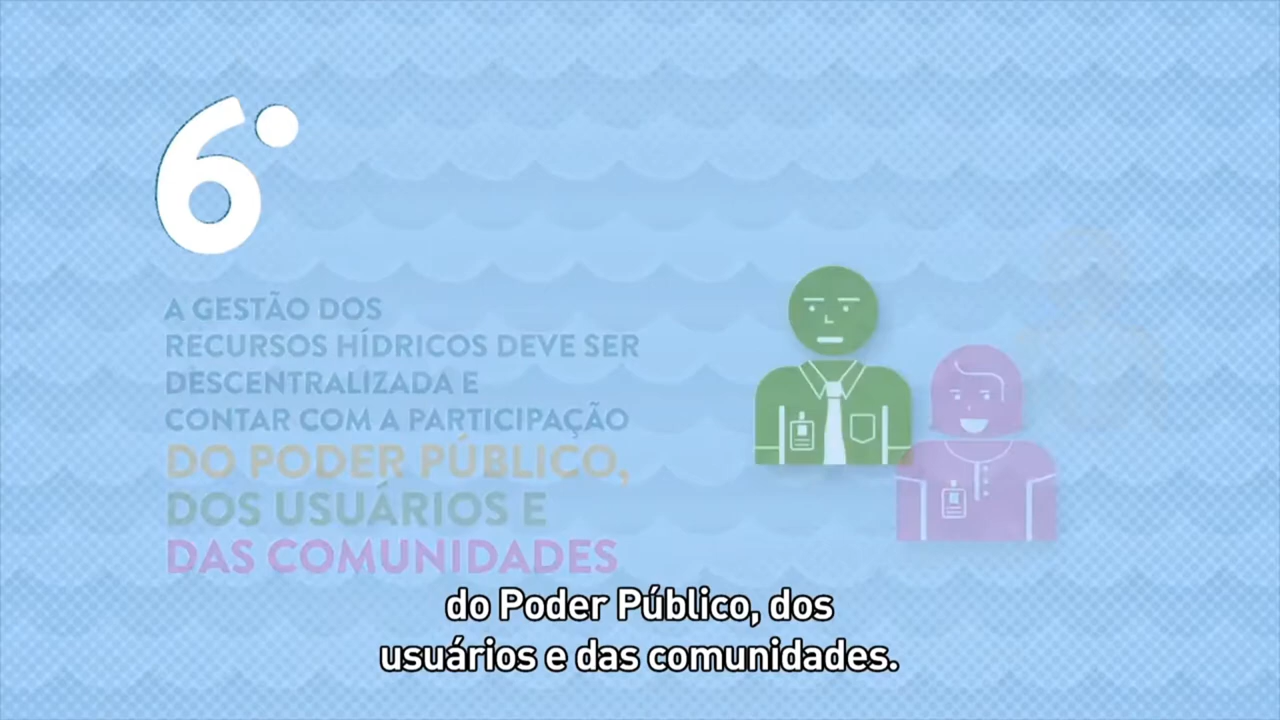 6º
A GESTÃO DOS
RECURSOS HÍDRICOS DEVE SER
DESCENTRALIZADA E
CONTAR COM A PARTICIPAÇÃO
DO PODER PÚBLICO,
DOS USUÁRIOS E
DAS COMUNIDADES
do Poder Público, dos
usuários e das comunidades.